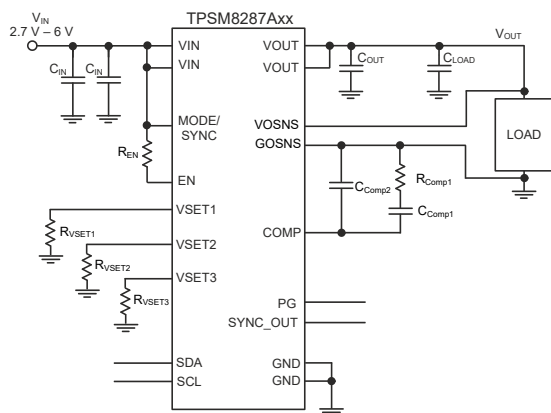 TPSM8287Axx
VIN
2.7 V – 6 V
CIN
CIN
VIN
VIN
MODE/
SYNC
REN
EN
VSET1
RVSET1
VSET2
RVSET2
VSET3
RVSET3
SDA
SCL
VOUT
VOUT
COUT
CLOAD
VOUT
VOSNS
GOSNS
LOAD
RComp1
CComp2
CComp1
COMP
PG
SYNC_OUT
GND
GND